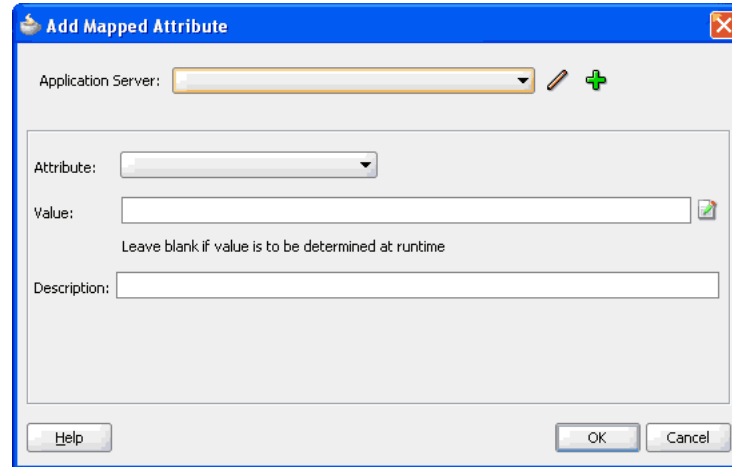 Add Mapped Attribute
Application Server:
Attribute:
Value:
Leave blank if value is to be determined at runtime
Description:
Help OK Cancel